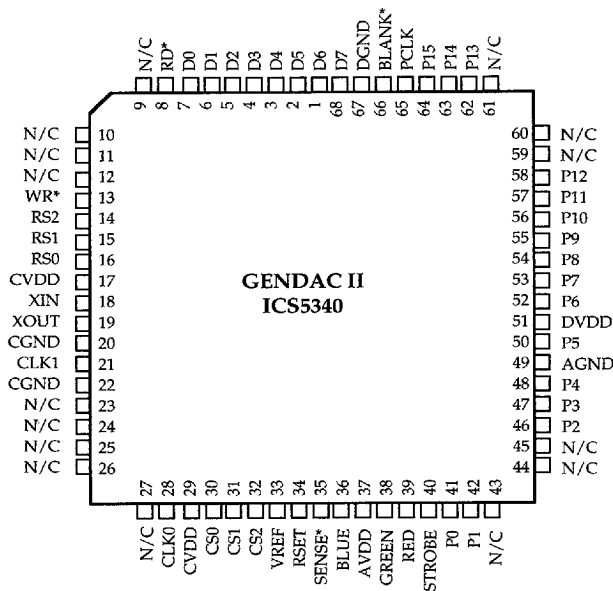 N/C RD* D0 D1 D2 D3 D4 D5 D6 D7 DGND BLANK* PCLK P15 P14 P13 N/C
9 8 7 6 5 4 3 2 1 68 67 66 65 64 63 62 61
N/C 10
N/C 11
N/C 12
WR* 13
RS2 14
RS1 15
RS0 16
CVDD 17
XIN 18
XOUT 19
CGND 20
CLK1 21
CGND 22
N/C 23
N/C 24
N/C 25
N/C 26
GENDAC II
ICS5340
60 N/C
59 N/C
58 P12
57 P11
56 P10
55 P9
54 P8
53 P7
52 P6
51 DVDD
50 P5
49 AGND
48 P4
47 P3
46 P2
45 N/C
44 N/C
27 28 29 30 31 32 33 34 35 36 37 38 39 40 41 42 43
N/C CLK0 CVDD CS0 CS1 CS2 VREF RSET SENSE* BLUE AVDD GREEN RED STROBE P0 P1 N/C